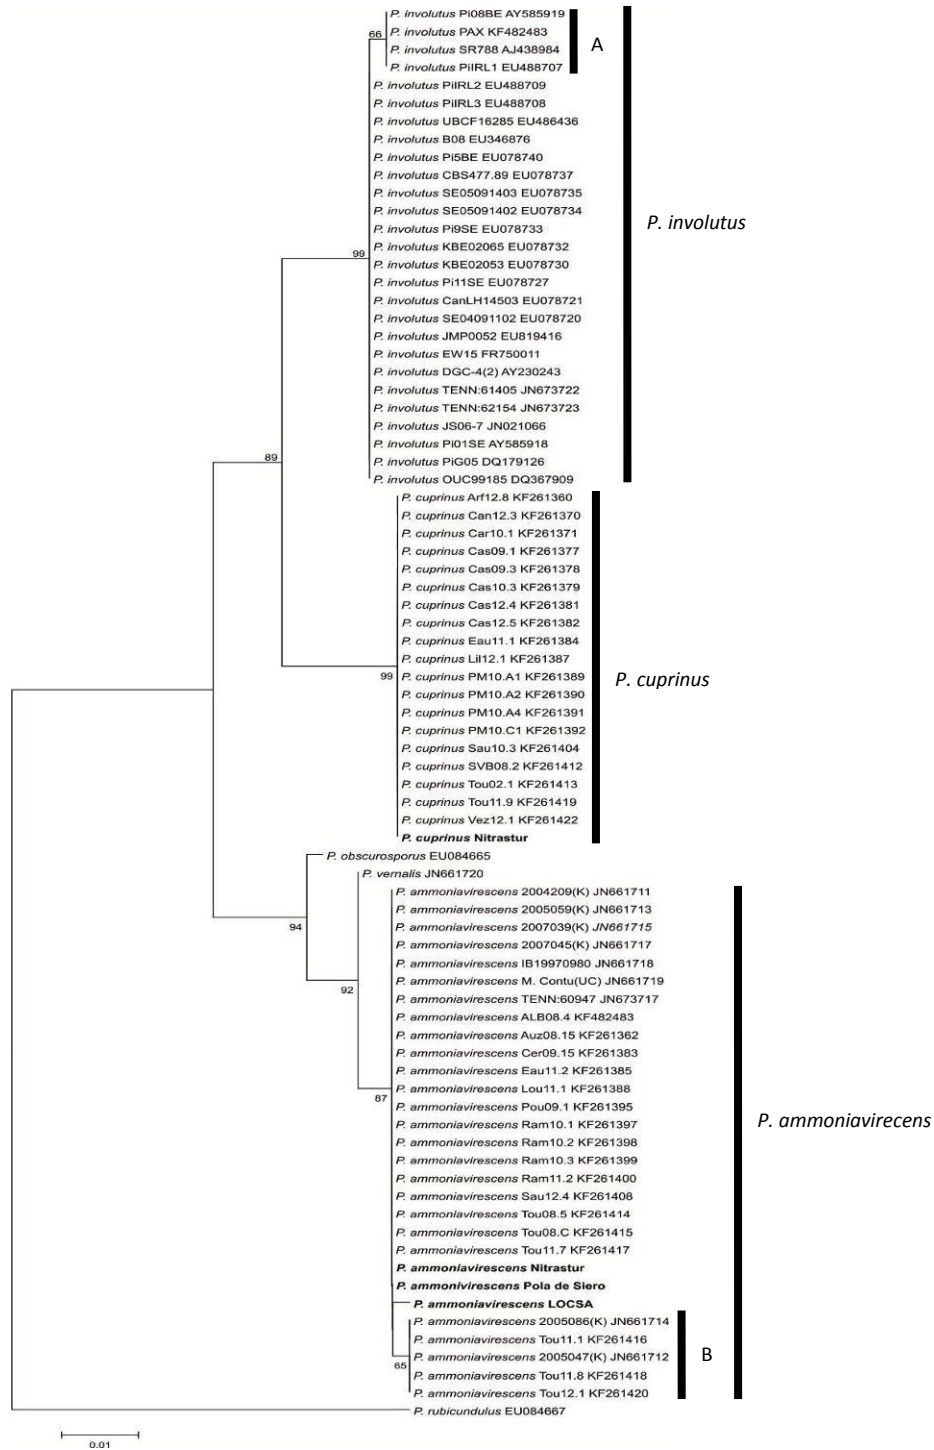 P. involutus Pi08BE AY585919
66
P. involutus PAX KF482483
A
P. involutus SR788 AJ438984
P. involutus PiIRL1 EU488707
P. involutus PiIRL2 EU488709
P. involutus PiIRL3 EU488708
P. involutus UBCF16285 EU486436
P. involutus B08 EU346876
P. involutus Pi5BE EU078740
P. involutus CBS477.89 EU078737
P. involutus SE05091403 EU078735
P. involutus SE05091402 EU078734
P. involutus
P. involutus Pi9SE EU078733
P. involutus KBE02065 EU078732
99
P. involutus KBE02053 EU078730
P. involutus Pi11SE EU078727
P. involutus CanLH14503 EU078721
P. involutus SE04091102 EU078720
P. involutus JMP0052 EU819416
P. involutus EW15 FR750011
P. involutus DGC-4(2) AY230243
P. involutus TENN:61405 JN673722
P. involutus TENN:62154 JN673723
P. involutus JS06-7 JN021066
P. involutus Pi01SE AY585918
89
P. involutus PiG05 DQ179126
P. involutus OUC99185 DQ367909
P. cuprinus Arf12.8 KF261360
P. cuprinus Can12.3 KF261370
P. cuprinus Car10.1 KF261371
P. cuprinus Cas09.1 KF261377
P. cuprinus Cas09.3 KF261378
P. cuprinus Cas10.3 KF261379
P. cuprinus Cas12.4 KF261381
P. cuprinus Cas12.5 KF261382
P. cuprinus Eau11.1 KF261384
P. cuprinus Lil12.1 KF261387
99
P. cuprinus PM10.A1 KF261389
P. cuprinus
P. cuprinus PM10.A2 KF261390
P. cuprinus PM10.A4 KF261391
P. cuprinus PM10.C1 KF261392
P. cuprinus Sau10.3 KF261404
P. cuprinus SVB08.2 KF261412
P. cuprinus Tou02.1 KF261413
P. cuprinus Tou11.9 KF261419
P. cuprinus Vez12.1 KF261422
P. cuprinus Nitrastur
P. obscurosporus EU084665
P. vernalis JN661720
P. ammoniavirescens 2004209(K) JN661711
P. ammoniavirescens 2005059(K) JN661713
94
P. ammoniavirescens 2007039(K) JN661715
P. ammoniavirescens 2007045(K) JN661717
P. ammoniavirescens IB19970980 JN661718
P. ammoniavirescens M. Contu(UC) JN661719
92
P. ammoniavirescens TENN:60947 JN673717
P. ammoniavirescens ALB08.4 KF482483
P. ammoniavirescens Auz08.15 KF261362
P. ammoniavirescens Cer09.15 KF261383
P. ammoniavirescens Eau11.2 KF261385
P. ammoniavirescens Lou11.1 KF261388
87
P. ammoniavirescens Pou09.1 KF261395
P. ammoniavirecens
P. ammoniavirescens Ram10.1 KF261397
P. ammoniavirescens Ram10.2 KF261398
P. ammoniavirescens Ram10.3 KF261399
P. ammoniavirescens Ram11.2 KF261400
P. ammoniavirescens Sau12.4 KF261408
P. ammoniavirescens Tou08.5 KF261414
P. ammoniavirescens Tou08.C KF261415
P. ammoniavirescens Tou11.7 KF261417
P. ammoniavirescens Nitrastur
P. ammonivirescens Pola de Siero
P. ammoniavirescens LOCSA
P. ammoniavirescens 2005086(K) JN661714
P. ammoniavirescens Tou11.1 KF261416
P. ammoniavirescens 2005047(K) JN661712
B
65
P. ammoniavirescens Tou11.8 KF261418
P. ammoniavirescens Tou12.1 KF261420
P. rubicundulus EU084667
0.01